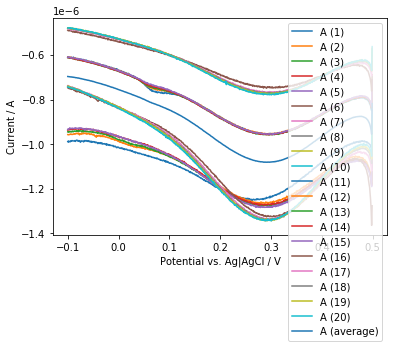 1e−6
−0.6
−0.8
−1.0
−1.2
−1.4
Current / A
−0.1
0.0
0.1
0.2
0.3
0.4
0.5
Potential vs. Ag|AgCl / V
A (1)
A (2)
A (3)
A (4)
A (5)
A (6)
A (7)
A (8)
A (9)
A (10)
A (11)
A (12)
A (13)
A (14)
A (15)
A (16)
A (17)
A (18)
A (19)
A (20)
A (average)